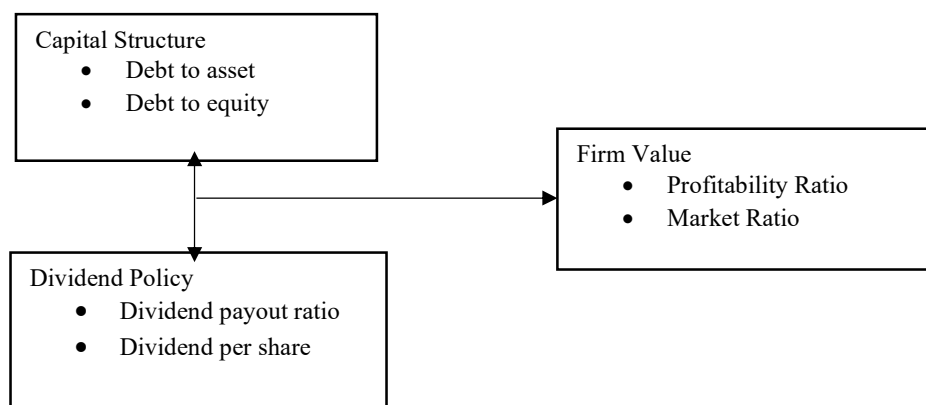 Capital Structure
• Debt to asset
• Debt to equity
Firm Value
• Profitability Ratio
• Market Ratio
Dividend Policy
• Dividend payout ratio
• Dividend per share